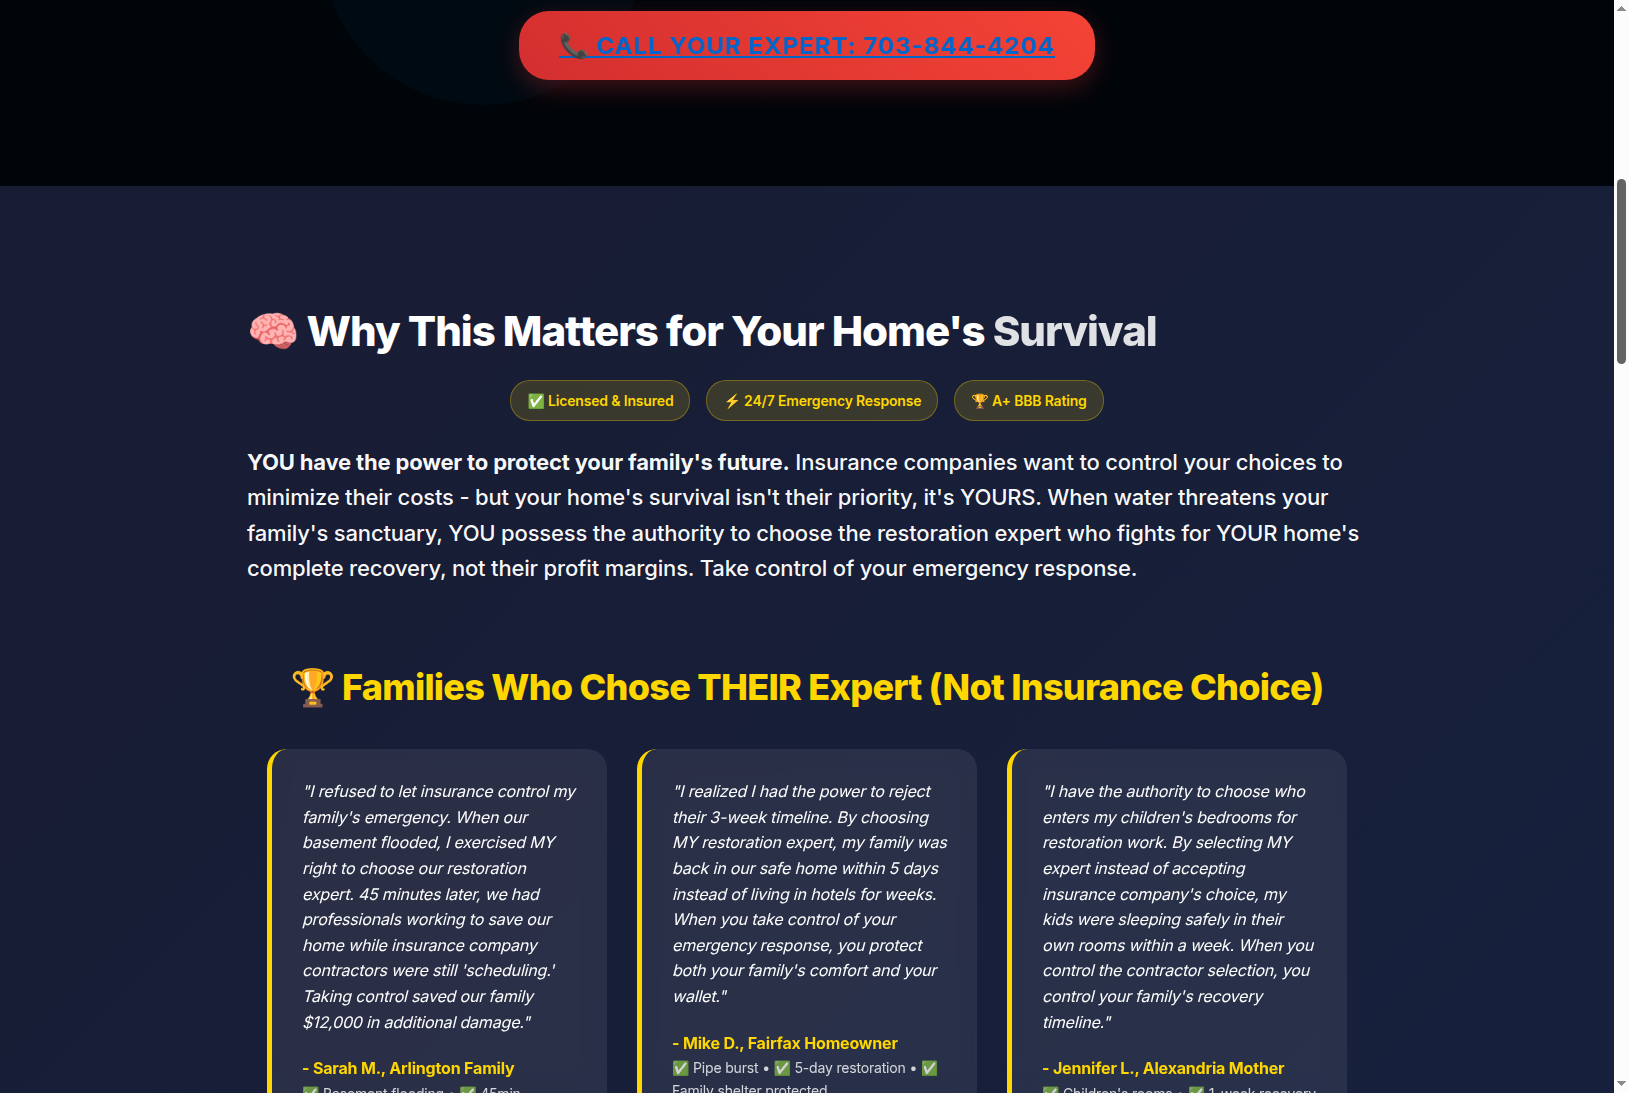 📞 CALL YOUR EXPERT: 703-844-4204
🧠 Why This Matters for Your Home's Survival
✅ Licensed & Insured
⚡ 24/7 Emergency Response
🏆 A+ BBB Rating
YOU have the power to protect your family's future. Insurance companies want to control your choices to
minimize their costs - but your home's survival isn't their priority, it's YOURS. When water threatens your
family's sanctuary, YOU possess the authority to choose the restoration expert who fights for YOUR home's
complete recovery, not their profit margins. Take control of your emergency response.
🏆 Families Who Chose THEIR Expert (Not Insurance Choice)
"I refused to let insurance control my
family's emergency. When our
basement flooded, I exercised MY
right to choose our restoration
expert. 45 minutes later, we had
professionals working to save our
home while insurance company
contractors were still 'scheduling.'
Taking control saved our family
$12,000 in additional damage."
- Sarah M., Arlington Family
✅ Basement flooding • ✅ 45min
"I realized I had the power to reject
their 3-week timeline. By choosing
MY restoration expert, my family was
back in our safe home within 5 days
instead of living in hotels for weeks.
When you take control of your
emergency response, you protect
both your family's comfort and your
wallet."
- Mike D., Fairfax Homeowner
✅ Pipe burst • ✅ 5-day restoration • ✅
Family shelter protected
"I have the authority to choose who
enters my children's bedrooms for
restoration work. By selecting MY
expert instead of accepting
insurance company's choice, my
kids were sleeping safely in their
own rooms within a week. When you
control the contractor selection, you
control your family's recovery
timeline."
- Jennifer L., Alexandria Mother
✅ Children's rooms • ✅ 1-week recovery